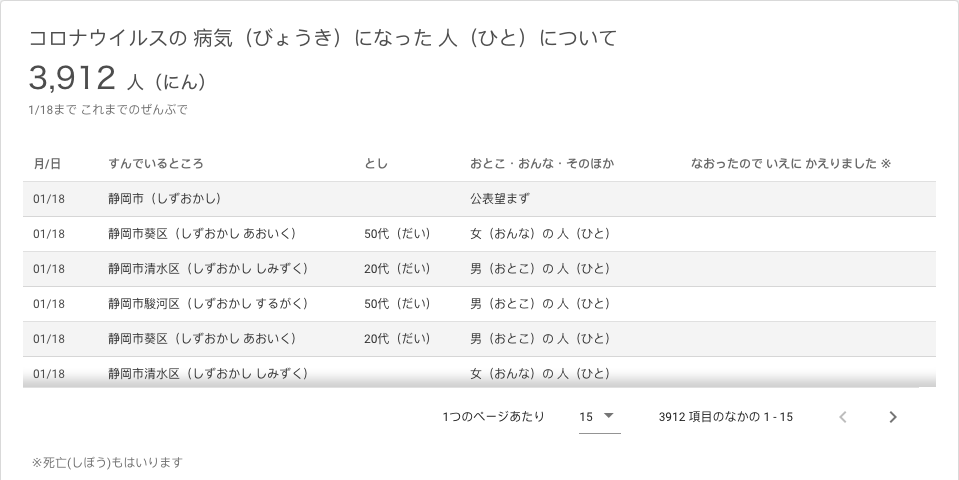 コロナウイルスの 病気（びょうき）になった 人（ひと）について
3,912 人（にん）
1/18まで これまでのぜんぶで
月/日 すんでいるところ とし おとこ・おんな・そのほか なおったので いえに かえりました ※
01/18 静岡市（しずおかし） 公表望まず
01/18 静岡市葵区（しずおかし あおいく） 50代（だい） 女（おんな）の 人（ひと）
01/18 静岡市清水区（しずおかし しみずく） 20代（だい） 男（おとこ）の 人（ひと）
01/18 静岡市駿河区（しずおかし するがく） 50代（だい） 男（おとこ）の 人（ひと）
01/18 静岡市葵区（しずおかし あおいく） 20代（だい） 男（おとこ）の 人（ひと）
01/18 静岡市清水区（しずおかし しみずく） 女（おんな）の 人（ひと）
1つのページあたり 15 3912 項目のなかの 1 - 15
※死亡(しぼう)もはいります